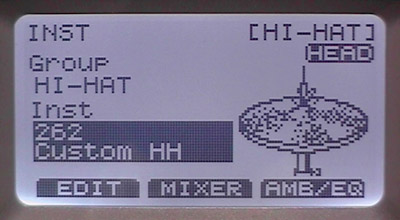 INST [HI-HAT]
HEAD
Group
HI-HAT
Inst
262
Custom HH
EDIT MIXER AMB/EQ